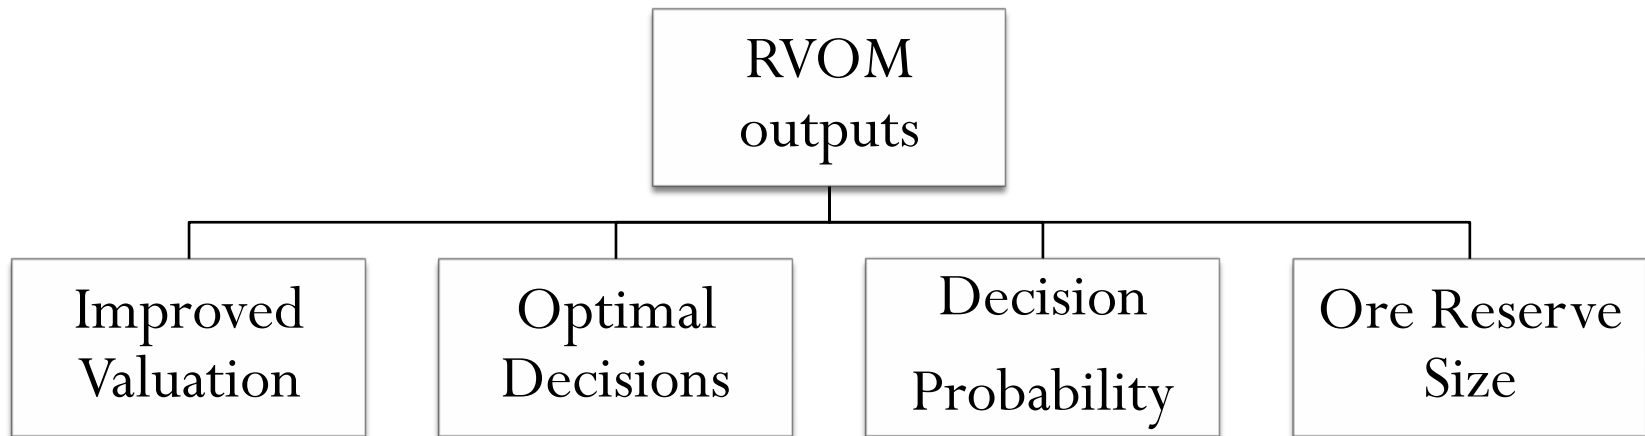 RVOM
outputs
Improved
Valuation
Optimal
Decisions
Decision
Probability
Ore Reserve
Size